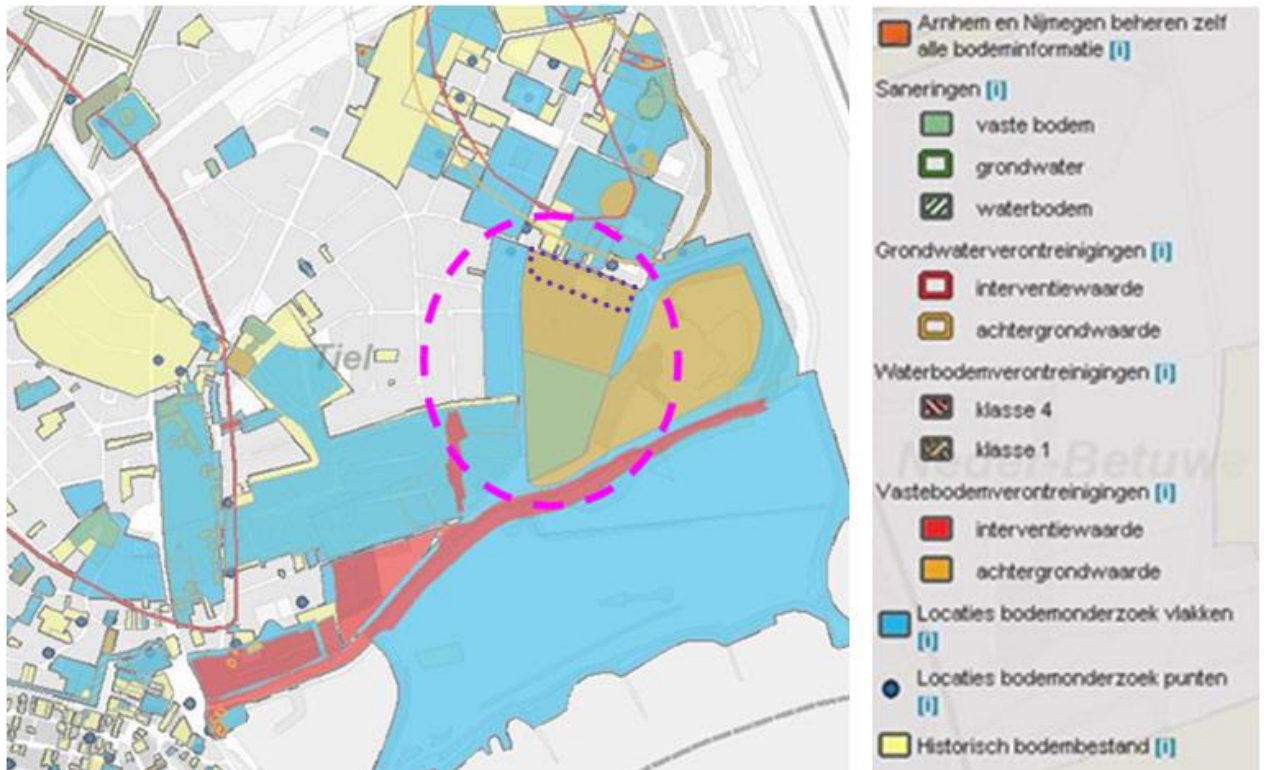 Tiel
Arnhem en Nijmegen beheren zelf
alle bodeminformatie [i]
Saneringen [i]
vaste bodem
grondwater
waterbodem
Grondwaterverontreinigingen [i]
interventiewaarde
achtergrondwaarde
Waterbodemverontreinigingen [i]
klasse 4
klasse 1
Neder-Betuwe
Vastebodemverontreinigingen [i]
interventiewaarde
achtergrondwaarde
Locaties bodemonderzoek vlakken
[i]
Locaties bodemonderzoek punten
[i]
Historisch bodembestand [i]